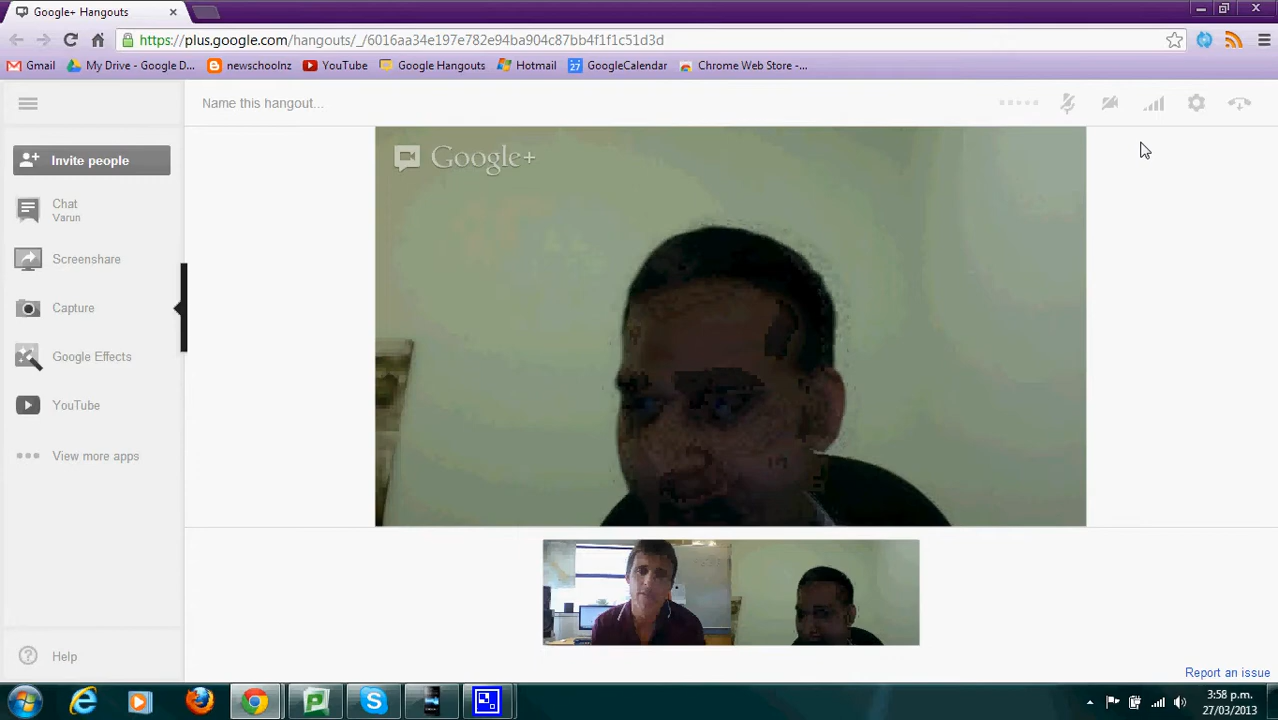 Google+ Hangouts
https://plus.google.com/hangouts/_/6016aa34e197e782e94ba904c87bb4f1f1c51d3d
Gmail
My Drive - Google D...
newschoolnz
YouTube
Google Hangouts
Hotmail
27
GoogleCalendar
Chrome Web Store -...
Name this hangout...
Invite people
Chat
Varun
Screenshare
Capture
Google Effects
YouTube
View more apps
Help
Google+
Report an issue
3:58 p.m.
27/03/2013